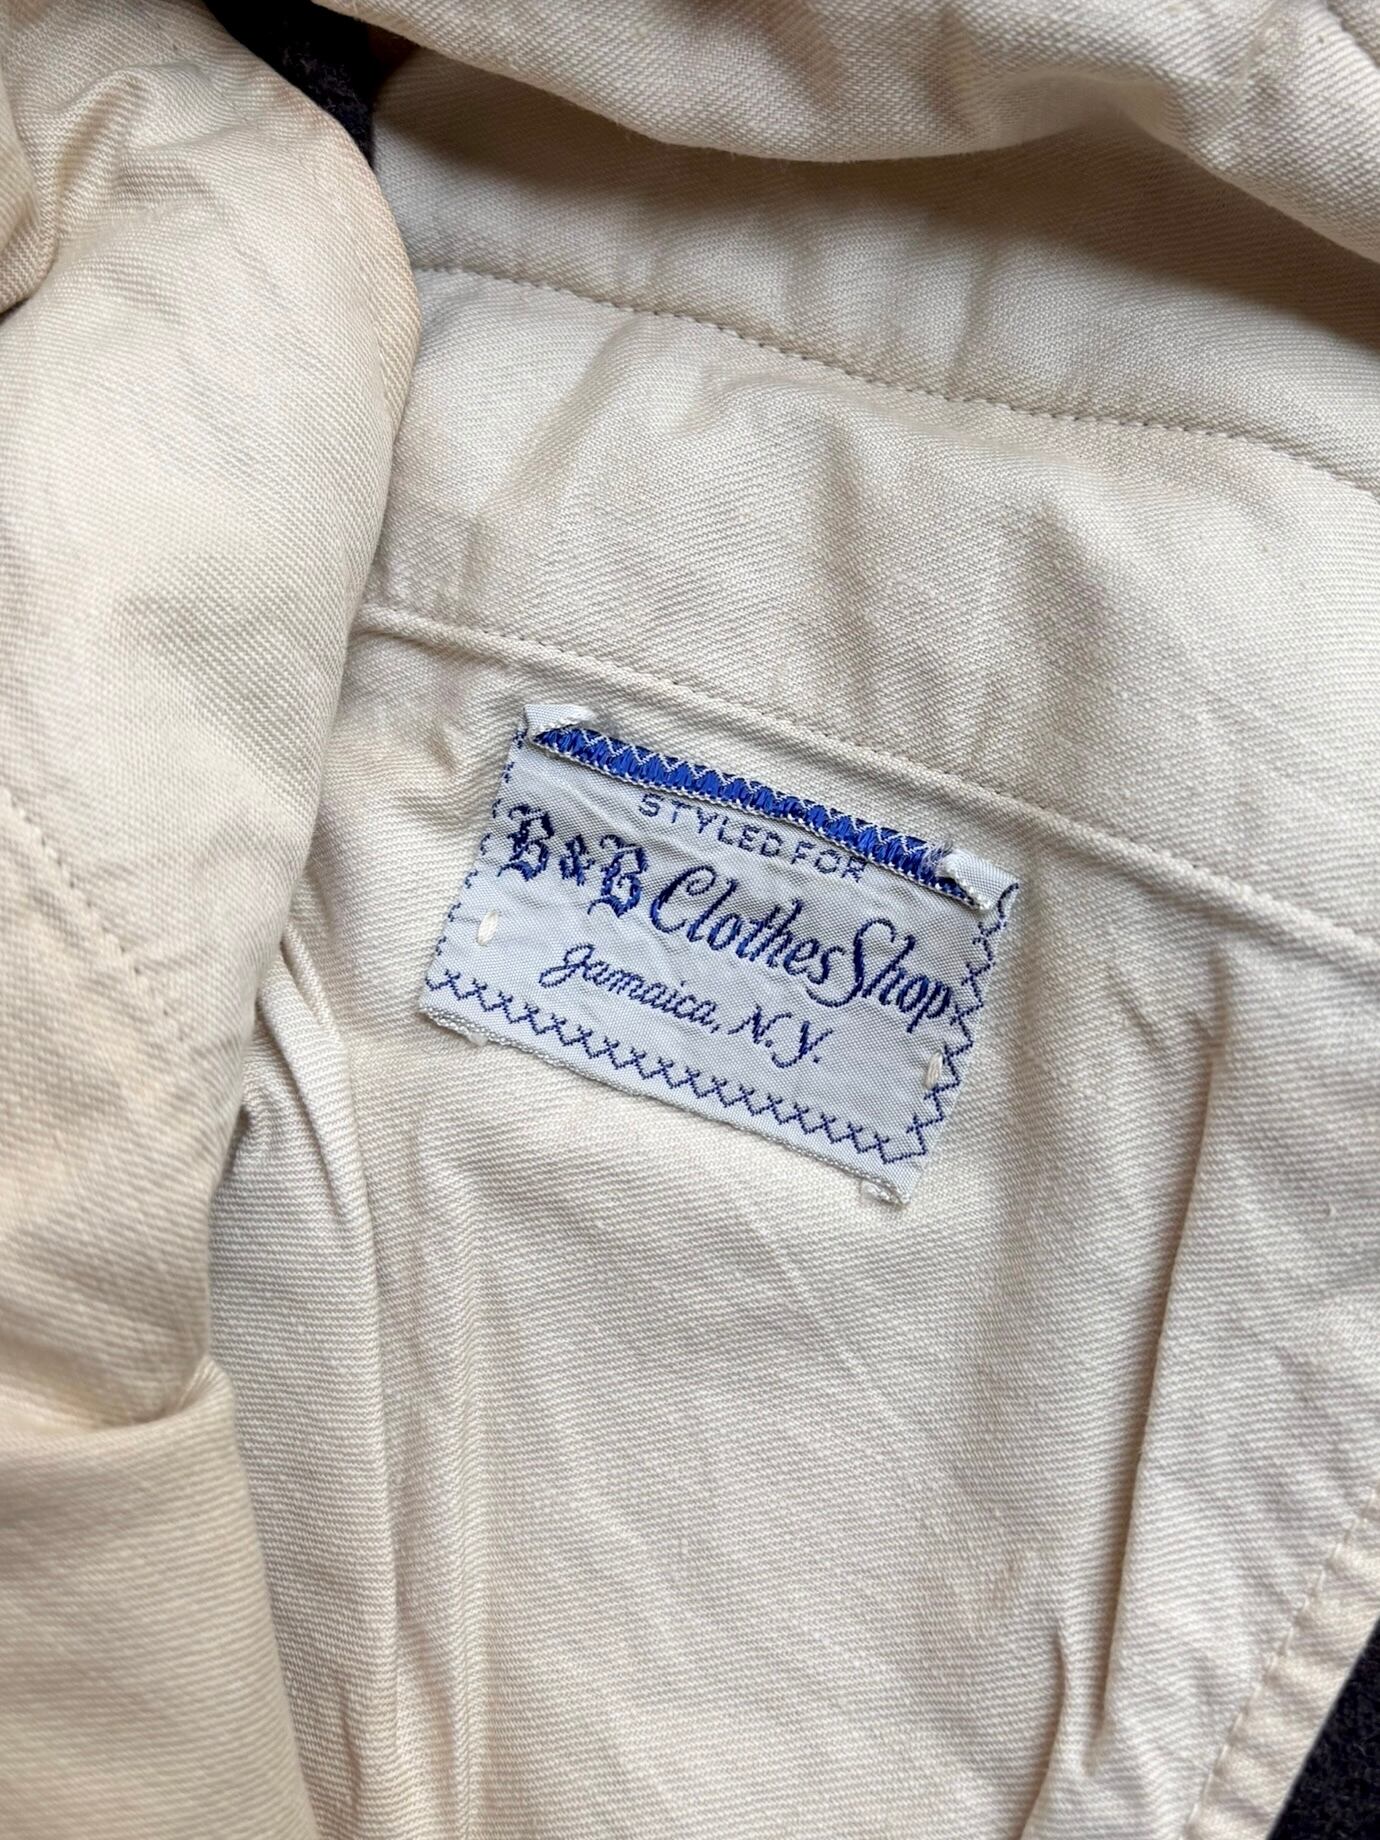 STYLED FOR
B & B Clothes Shop
Jamaica, N.Y.